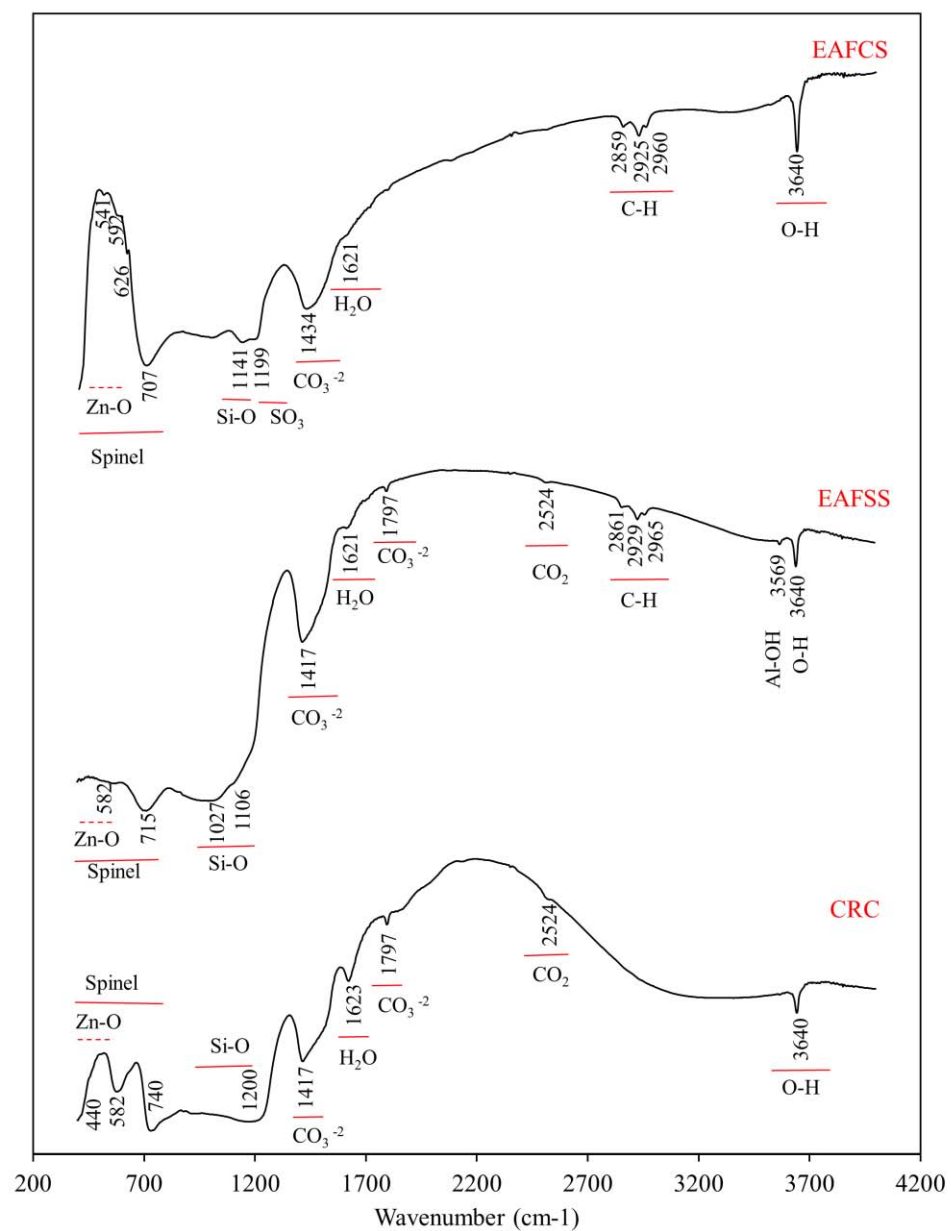 EAFCS
541
592
626
707
1141
1199
1434
1621
2859
2925
2960
3640
Zn-O
Spinel
Si-O
SO₃
CO₃⁻²
H₂O
C-H
O-H
EAFSS
582
715
1027
1106
1417
1621
1797
2524
2861
2929
2965
3569
3640
Zn-O
Spinel
Si-O
CO₃⁻²
H₂O
CO₃⁻²
CO₂
C-H
Al-OH
O-H
CRC
Spinel
Zn-O
Si-O
440
582
740
1200
1417
1623
1797
2524
3640
CO₃⁻²
H₂O
CO₃⁻²
CO₂
O-H
200 700 1200 1700 2200 2700 3200 3700 4200
Wavenumber (cm-1)